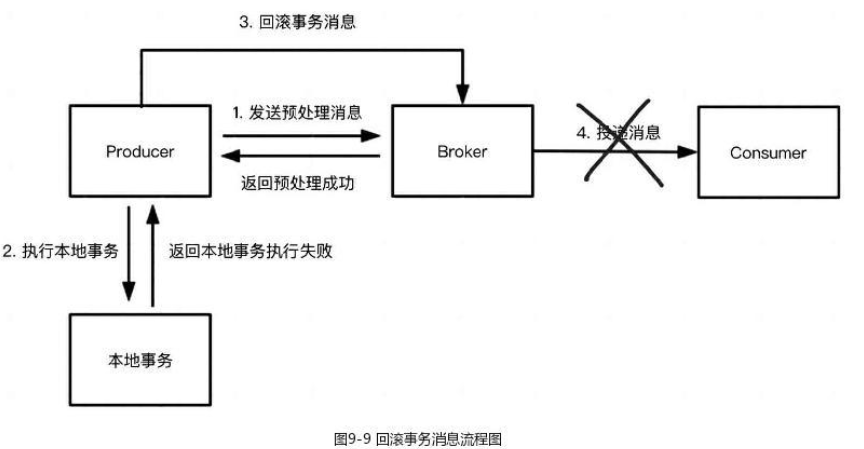 3. 回滚事务消息
1. 发送预处理消息
Producer
Broker
4. 投递消息
Consumer
返回预处理成功
2. 执行本地事务
返回本地事务执行失败
本地事务
图9-9 回滚事务消息流程图